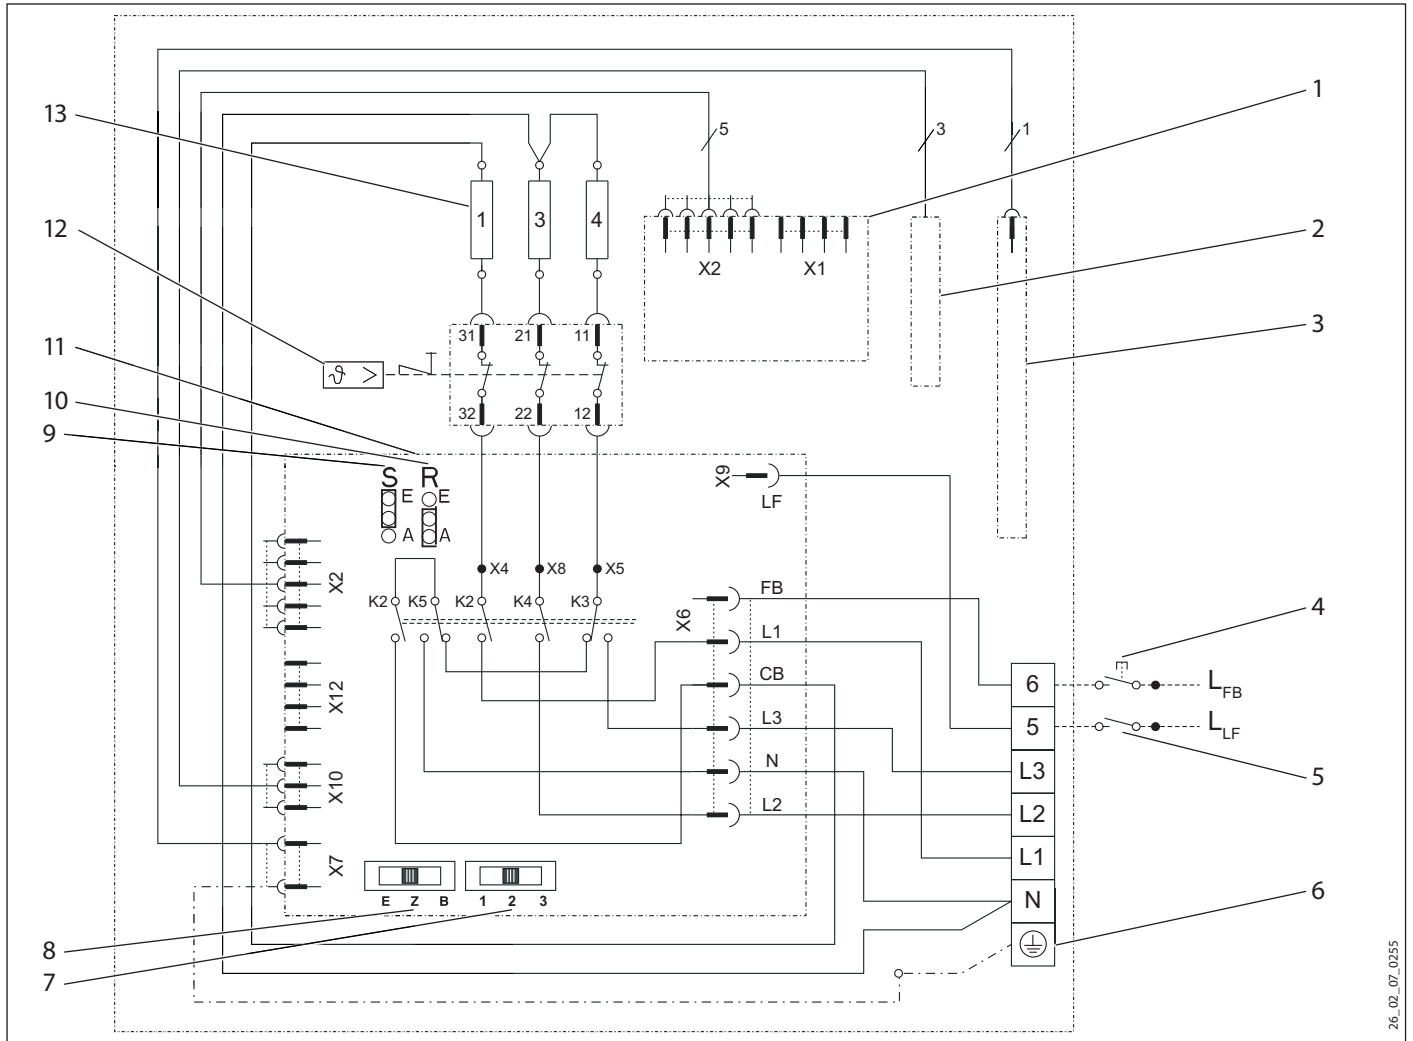 13
12
11
10
9
1
2
3
4
5
6
8
7
5
3
1
1
3
4
X2
X1
31
21
11
ϑ >
32
22
12
S
R
E
E
A
A
X9
LF
X4
X8
X5
K2
K5
K2
K4
K3
X2
X12
X10
X7
X6
FB
L1
CB
L3
N
L2
6
5
L3
L2
L1
N
LFB
LLF
E Z B
1 2 3
26_02_07_0255